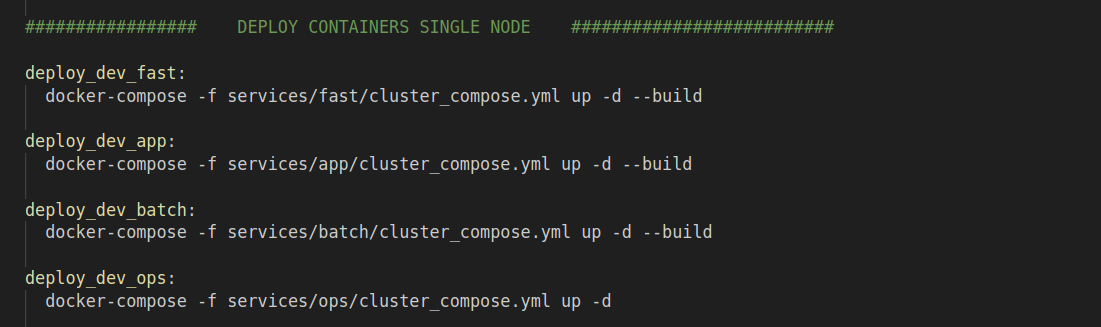 #################    DEPLOY CONTAINERS SINGLE NODE    ##########################
deploy_dev_fast:
docker-compose -f services/fast/cluster_compose.yml up -d --build
deploy_dev_app:
docker-compose -f services/app/cluster_compose.yml up -d --build
deploy_dev_batch:
docker-compose -f services/batch/cluster_compose.yml up -d --build
deploy_dev_ops:
docker-compose -f services/ops/cluster_compose.yml up -d